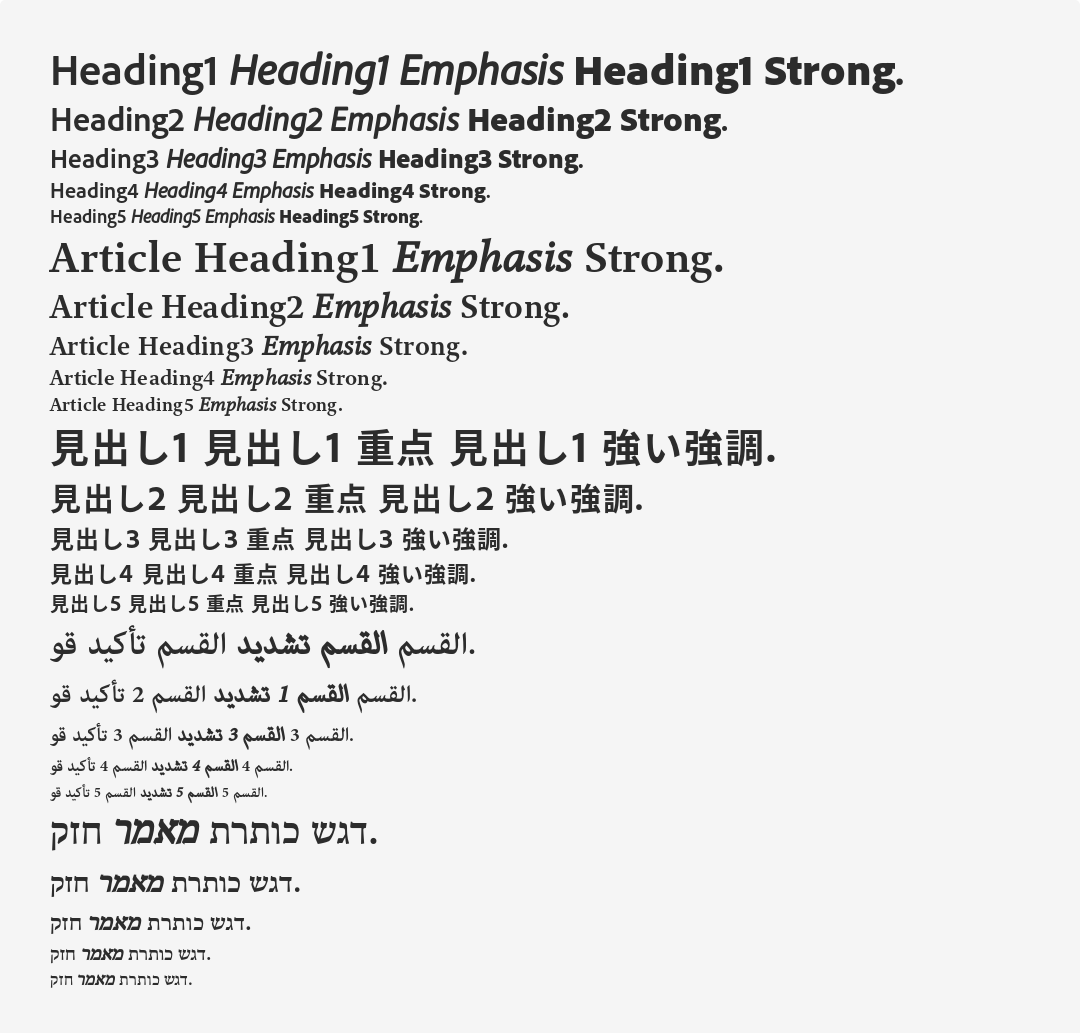 Heading1 Heading1 Emphasis Heading1 Strong.
Heading2 Heading2 Emphasis Heading2 Strong.
Heading3 Heading3 Emphasis Heading3 Strong.
Heading4 Heading4 Emphasis Heading4 Strong.
Heading5 Heading5 Emphasis Heading5 Strong.
Article Heading1 Emphasis Strong.
Article Heading2 Emphasis Strong.
Article Heading3 Emphasis Strong.
Article Heading4 Emphasis Strong.
Article Heading5 Emphasis Strong.
見出し1 見出し1 重点 見出し1 強い強調.
見出し2 見出し2 重点 見出し2 強い強調.
見出し3 見出し3 重点 見出し3 強い強調.
見出し4 見出し4 重点 見出し4 強い強調.
見出し5 見出し5 重点 見出し5 強い強調.
القسم القسم تشديد القسم تأكيد قو.
القسم القسم 1 تشديد القسم 2 تأكيد قو.
القسم 3 القسم 3 تشديد القسم 3 تأكيد قو.
القسم 4 القسم 4 تشديد القسم 4 تأكيد قو.
القسم 5 القسم 5 تشديد القسم 5 تأكيد قو.
דגש כותרת מאמר חזק.
דגש כותרת מאמר חזק.
דגש כותרת מאמר חזק.
דגש כותרת מאמר חזק.
דגש כותרת מאמר חזק.